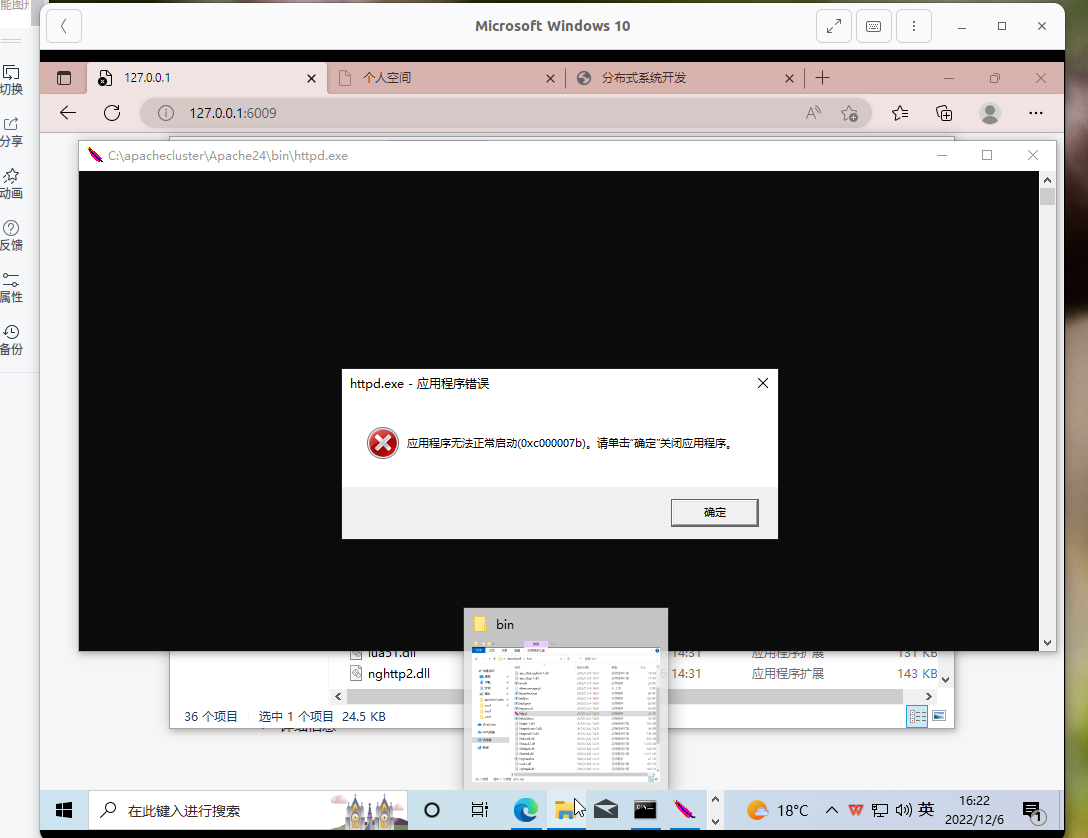 能图形
Microsoft Windows 10
切换
分享
动画
反馈
属性
备份
127.0.0.1
个人空间
分布式系统开发
127.0.0.1:6009
C:\apachecluster\Apache24\bin\httpd.exe
httpd.exe - 应用程序错误
应用程序无法正常启动(0xc000007b)。请单击"确定"关闭应用程序。
确定
bin
lua51.dll
14:31
应用程序扩展
131 KB
nghttp2.dll
14:31
应用程序扩展
143 KB
36 个项目
选中 1 个项目 24.5 KB
详细信息
在此键入进行搜索
18°C
英
16:22
2022/12/6
1